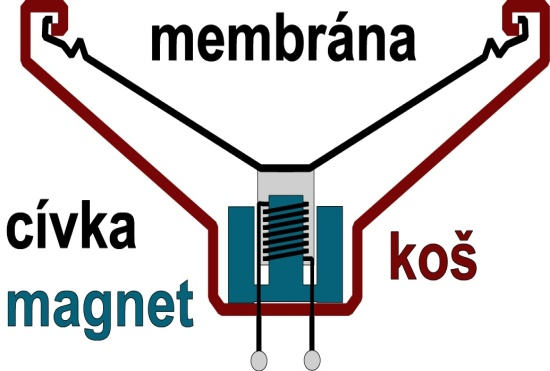 membrána
cívka
koš
magnet